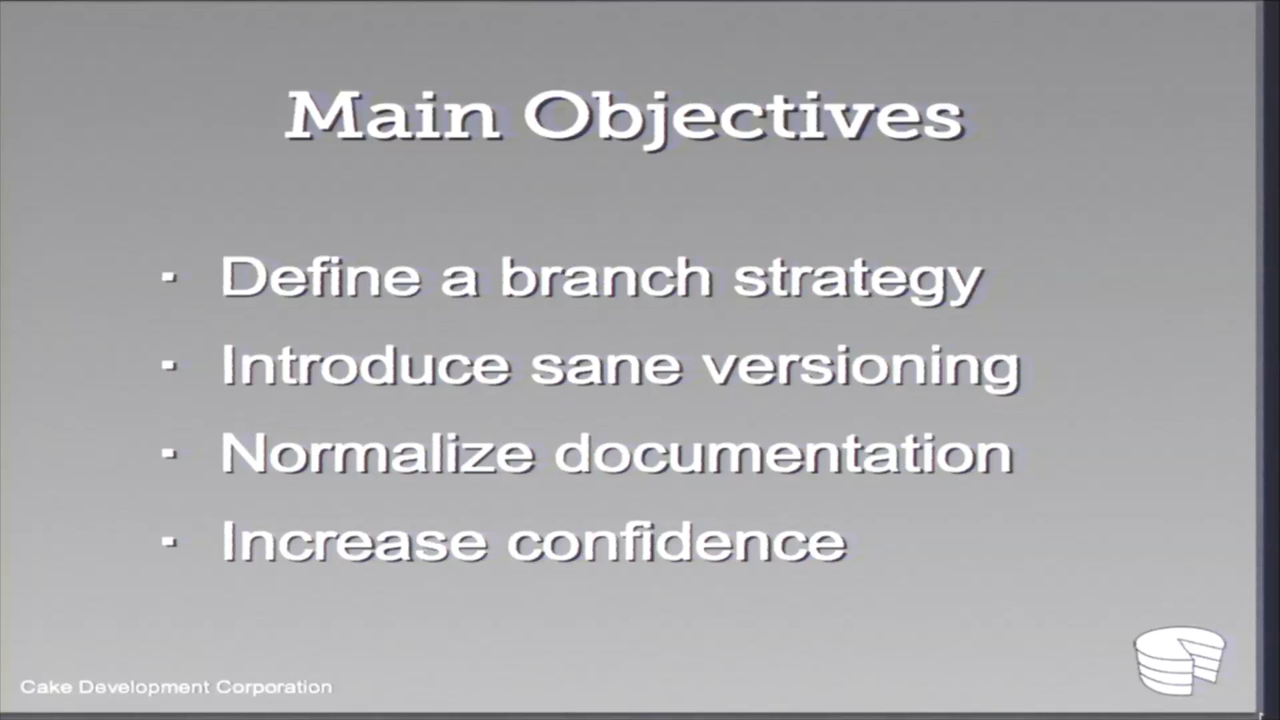 Main Objectives
· Define a branch strategy
· Introduce sane versioning
· Normalize documentation
· Increase confidence
Cake Development Corporation